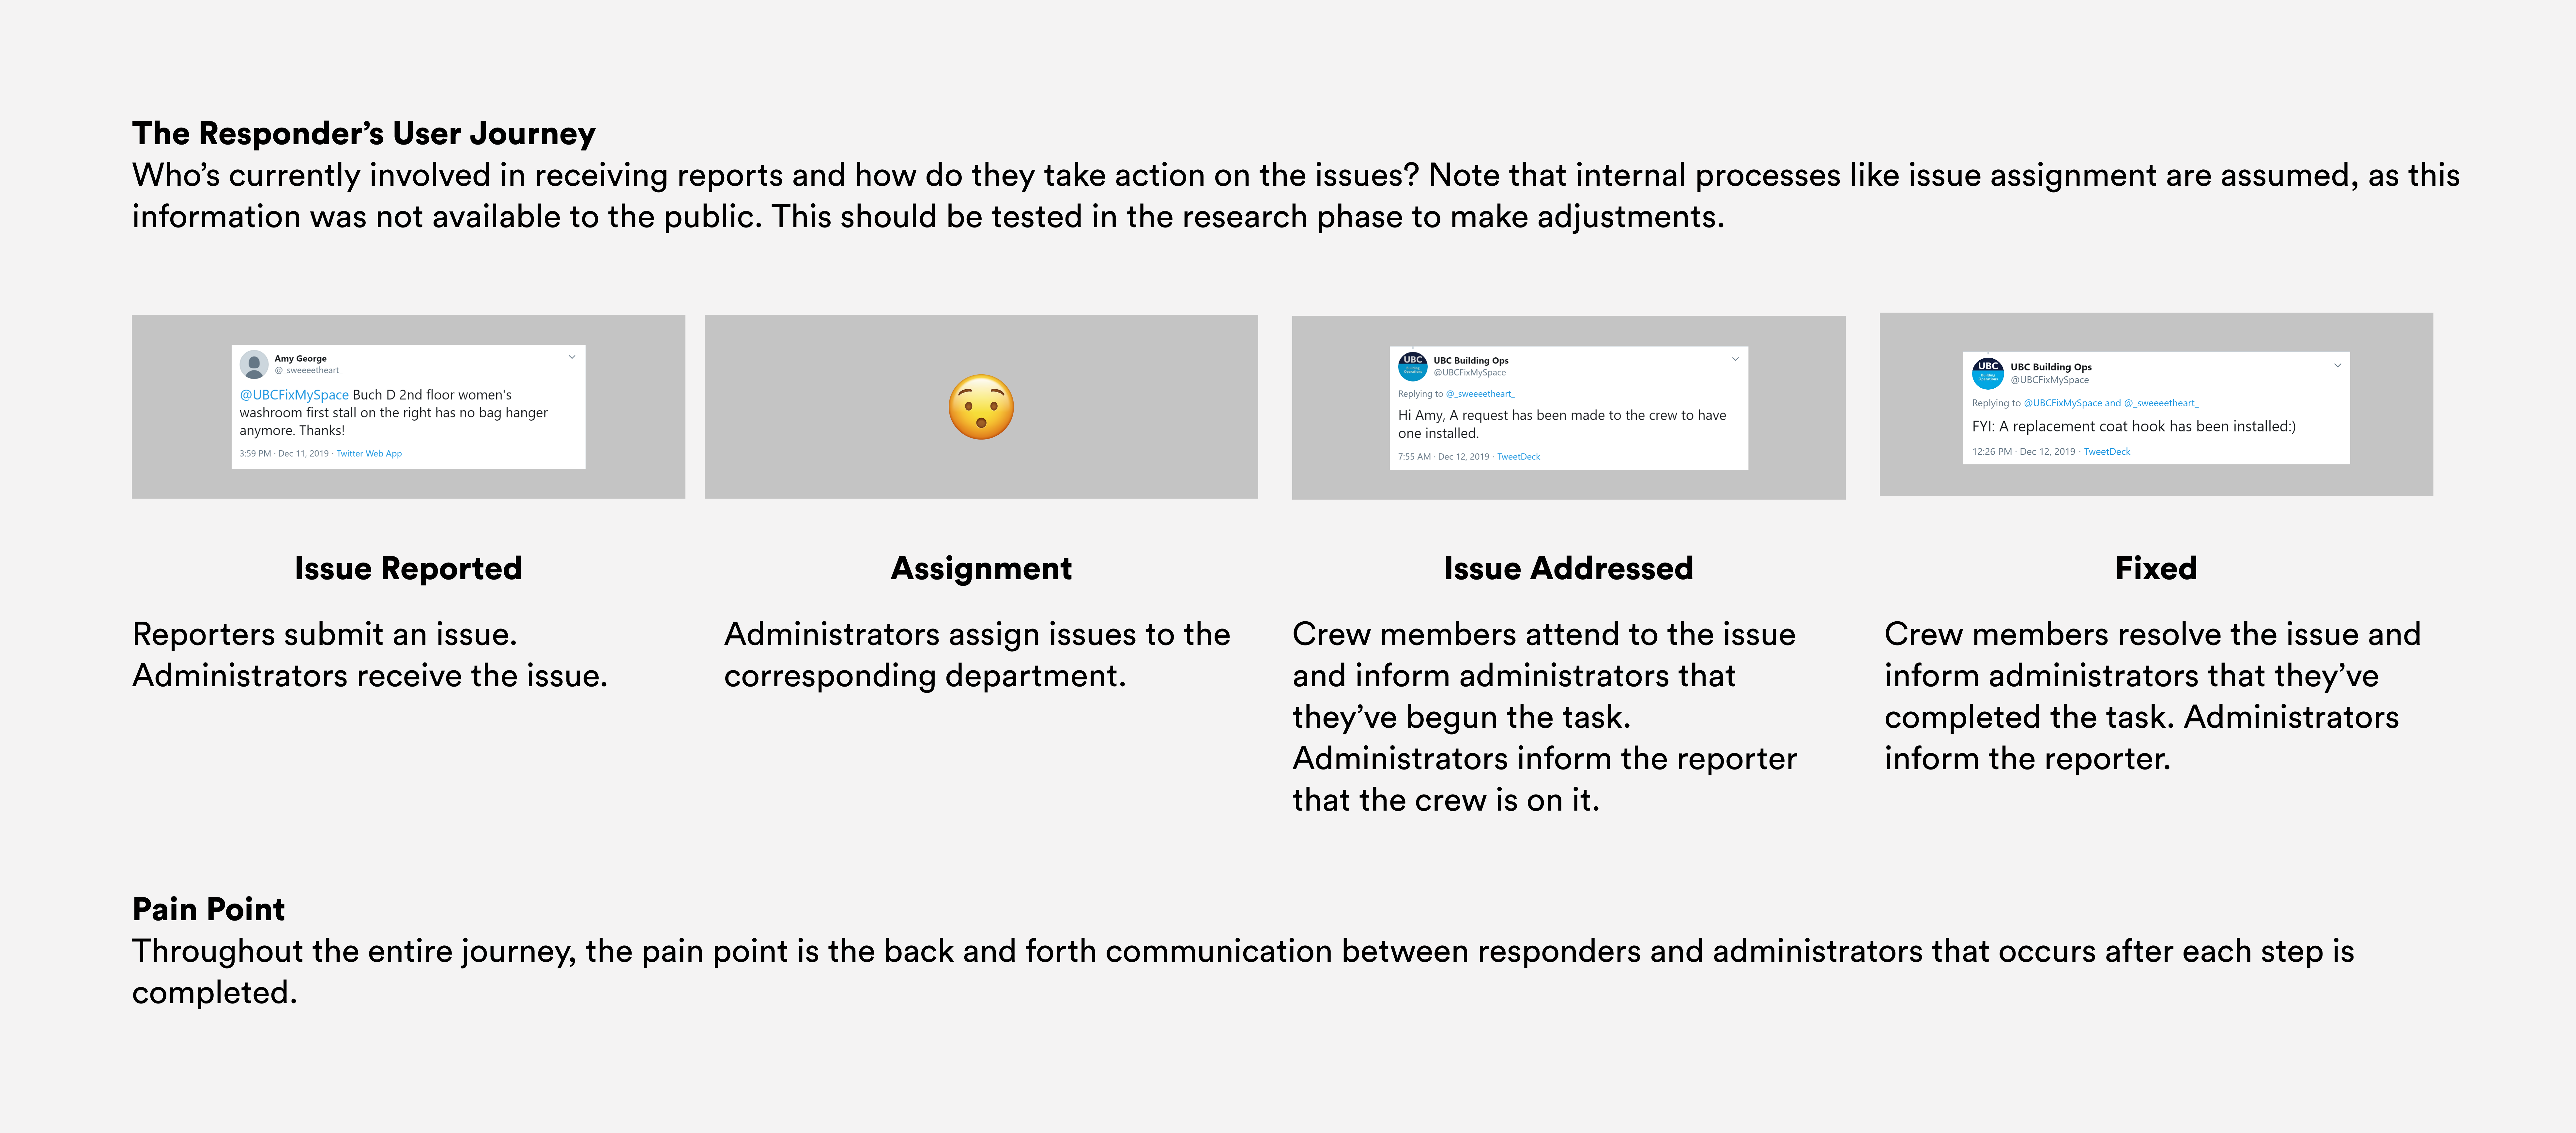 The Responder’s User Journey
Who’s currently involved in receiving reports and how do they take action on the issues? Note that internal processes like issue assignment are assumed, as this
information was not available to the public. This should be tested in the research phase to make adjustments.
Amy George
@_sweeeetheart_
@UBCFixMySpace Buch D 2nd floor women's
washroom first stall on the right has no bag hanger
anymore. Thanks!
3:59 PM · Dec 11, 2019 · Twitter Web App
UBC
Building
Operations
UBC Building Ops
@UBCFixMySpace
Replying to @_sweeeetheart_
Hi Amy, A request has been made to the crew to have
one installed.
7:55 AM · Dec 12, 2019 · TweetDeck
UBC
Building
Operations
UBC Building Ops
@UBCFixMySpace
Replying to @UBCFixMySpace and @_sweeeetheart_
FYI: A replacement coat hook has been installed:)
12:26 PM · Dec 12, 2019 · TweetDeck
Issue Reported
Reporters submit an issue.
Administrators receive the issue.
Assignment
Administrators assign issues to the
corresponding department.
Issue Addressed
Crew members attend to the issue
and inform administrators that
they’ve begun the task.
Administrators inform the reporter
that the crew is on it.
Fixed
Crew members resolve the issue and
inform administrators that they’ve
completed the task. Administrators
inform the reporter.
Pain Point
Throughout the entire journey, the pain point is the back and forth communication between responders and administrators that occurs after each step is
completed.